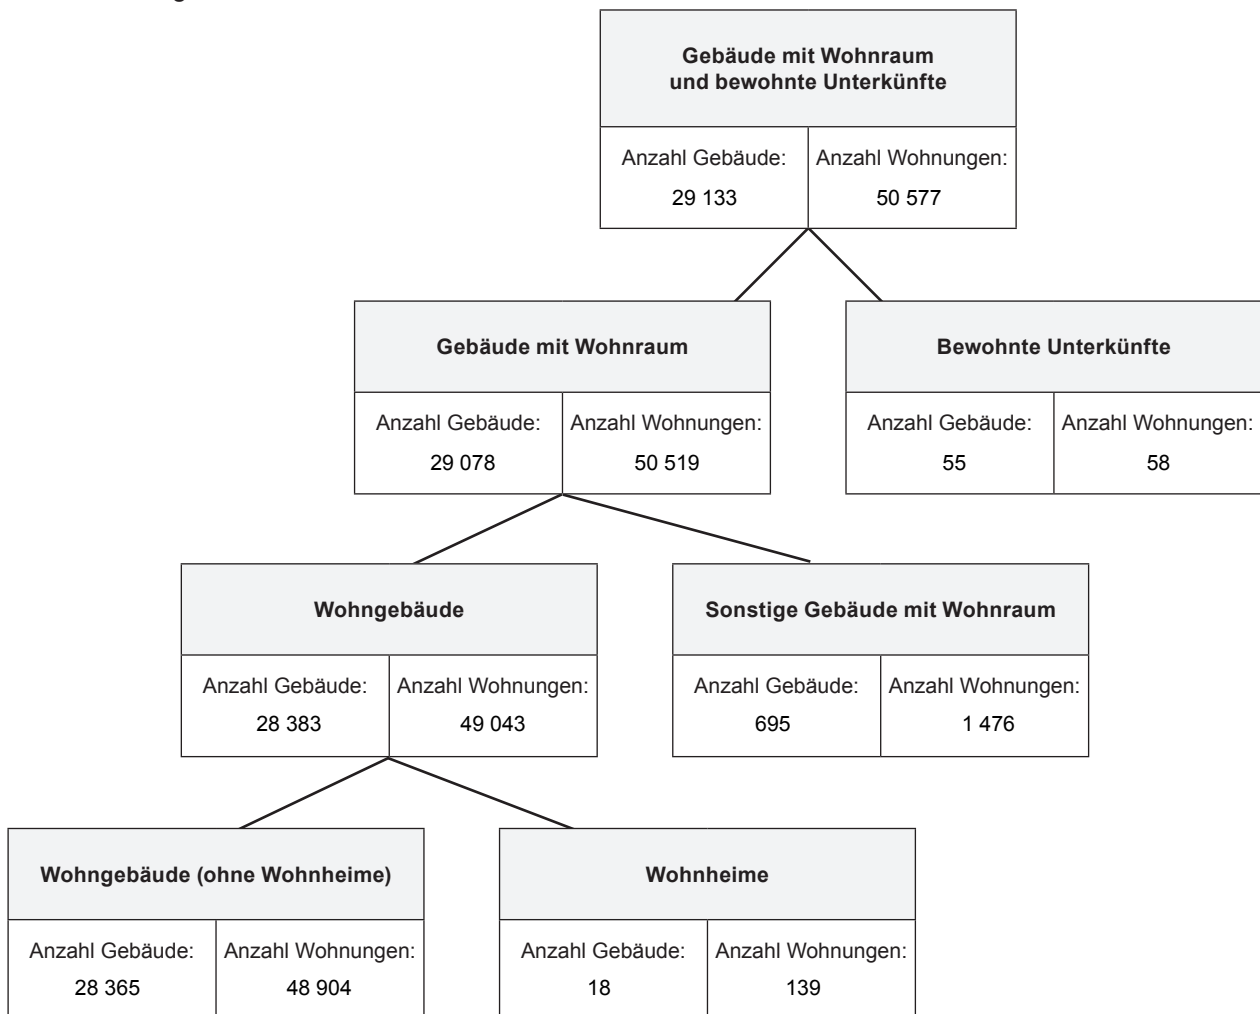 Gebäude mit Wohnraum
und bewohnte Unterkünfte
Anzahl Gebäude:
29 133
Anzahl Wohnungen:
50 577
Gebäude mit Wohnraum
Anzahl Gebäude:
29 078
Anzahl Wohnungen:
50 519
Bewohnte Unterkünfte
Anzahl Gebäude:
55
Anzahl Wohnungen:
58
Wohngebäude
Anzahl Gebäude:
28 383
Anzahl Wohnungen:
49 043
Sonstige Gebäude mit Wohnraum
Anzahl Gebäude:
695
Anzahl Wohnungen:
1 476
Wohngebäude (ohne Wohnheime)
Anzahl Gebäude:
28 365
Anzahl Wohnungen:
48 904
Wohnheime
Anzahl Gebäude:
18
Anzahl Wohnungen:
139